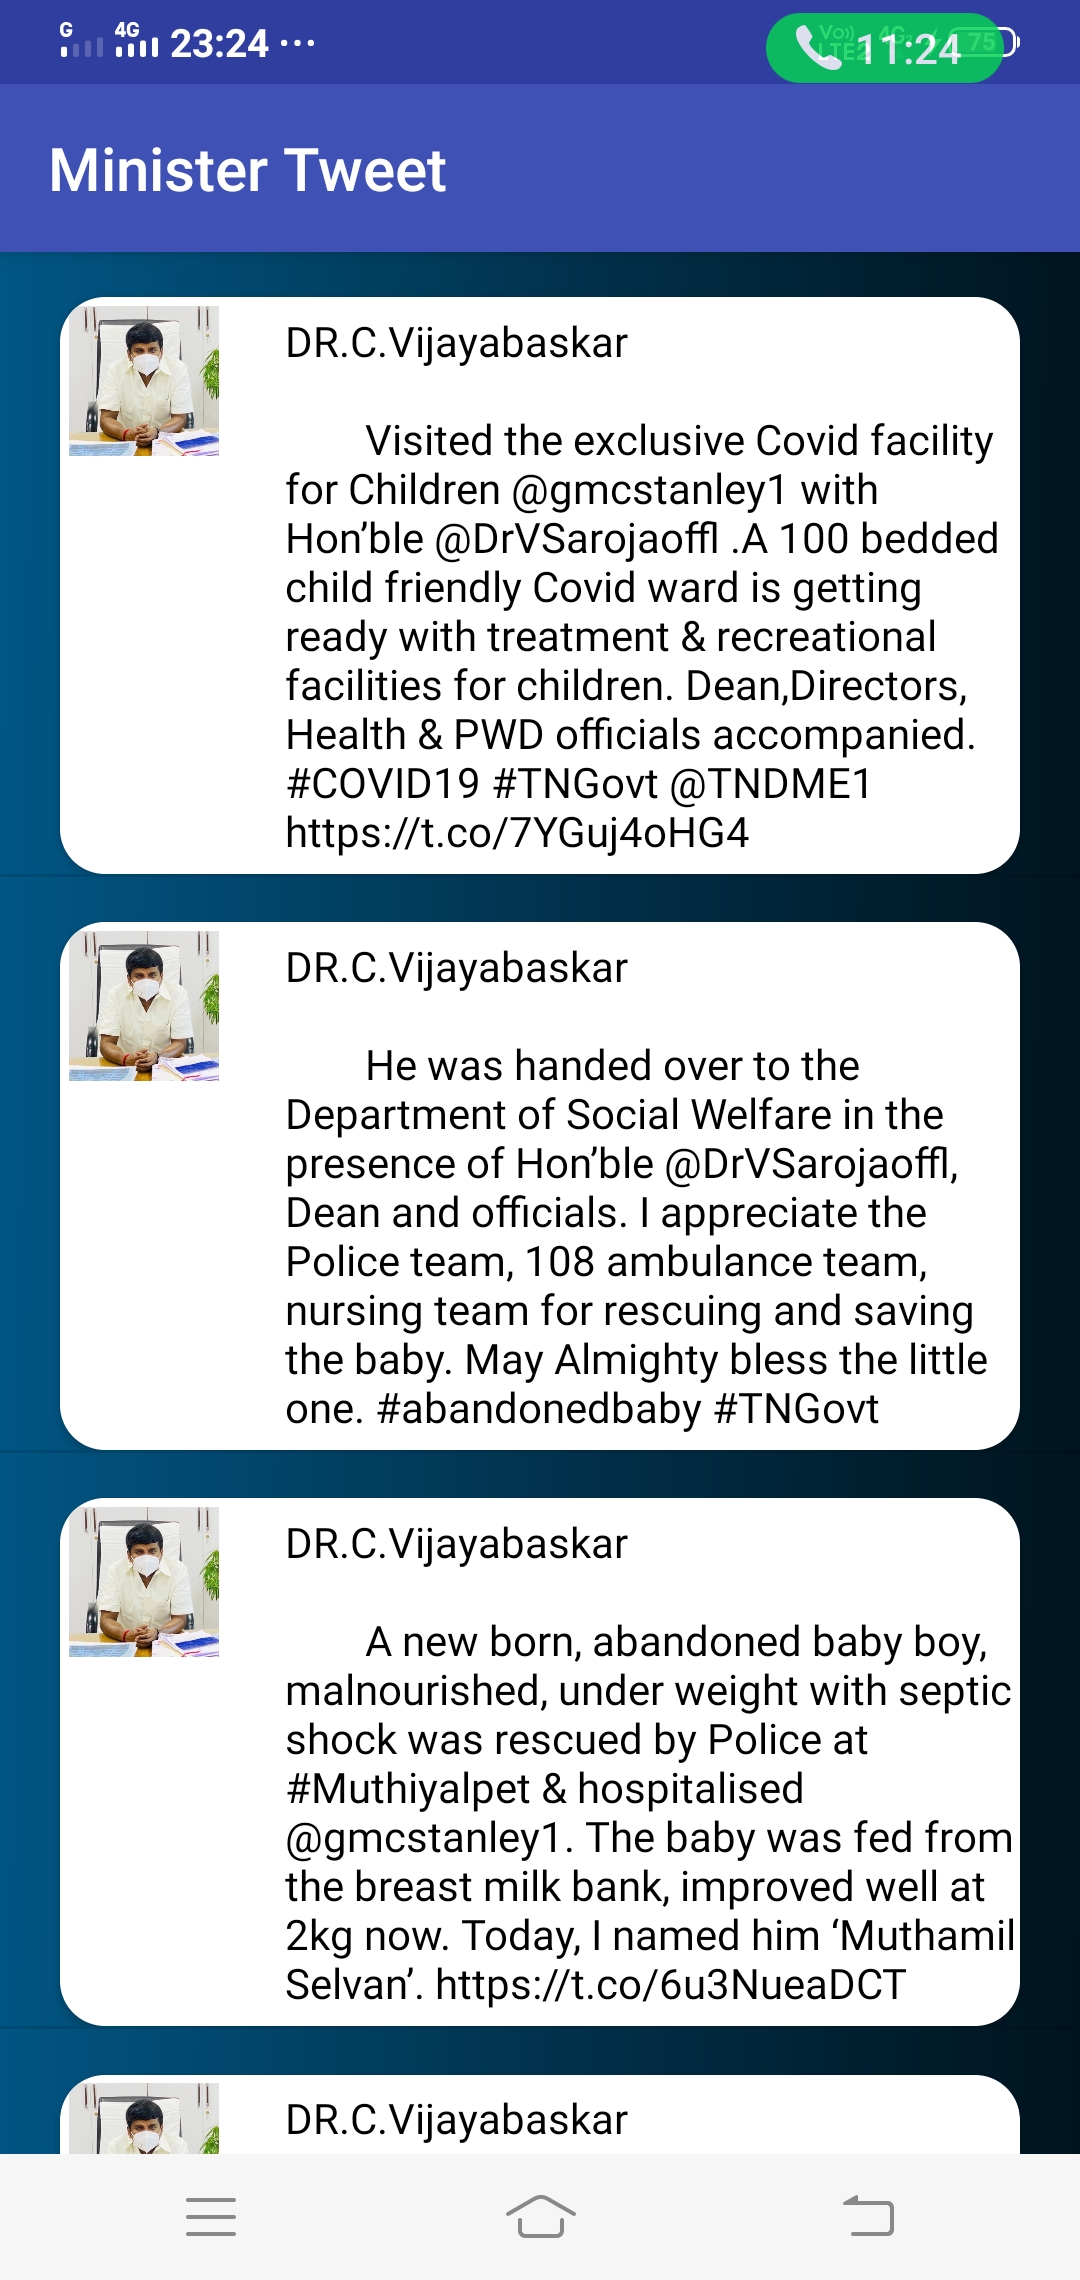 G 4G 23:24 ...
Vo)) LTE2 4G 75
11:24
Minister Tweet
DR.C.Vijayabaskar
Visited the exclusive Covid facility
for Children @gmcstanley1 with
Hon’ble @DrVSarojaoffl .A 100 bedded
child friendly Covid ward is getting
ready with treatment & recreational
facilities for children. Dean,Directors,
Health & PWD officials accompanied.
#COVID19 #TNGovt @TNDME1
https://t.co/7YGuj4oHG4
DR.C.Vijayabaskar
He was handed over to the
Department of Social Welfare in the
presence of Hon’ble @DrVSarojaoffl,
Dean and officials. I appreciate the
Police team, 108 ambulance team,
nursing team for rescuing and saving
the baby. May Almighty bless the little
one. #abandonedbaby #TNGovt
DR.C.Vijayabaskar
A new born, abandoned baby boy,
malnourished, under weight with septic
shock was rescued by Police at
#Muthiyalpet & hospitalised
@gmcstanley1. The baby was fed from
the breast milk bank, improved well at
2kg now. Today, I named him ‘Muthamil
Selvan’. https://t.co/6u3NueaDCT
DR.C.Vijayabaskar